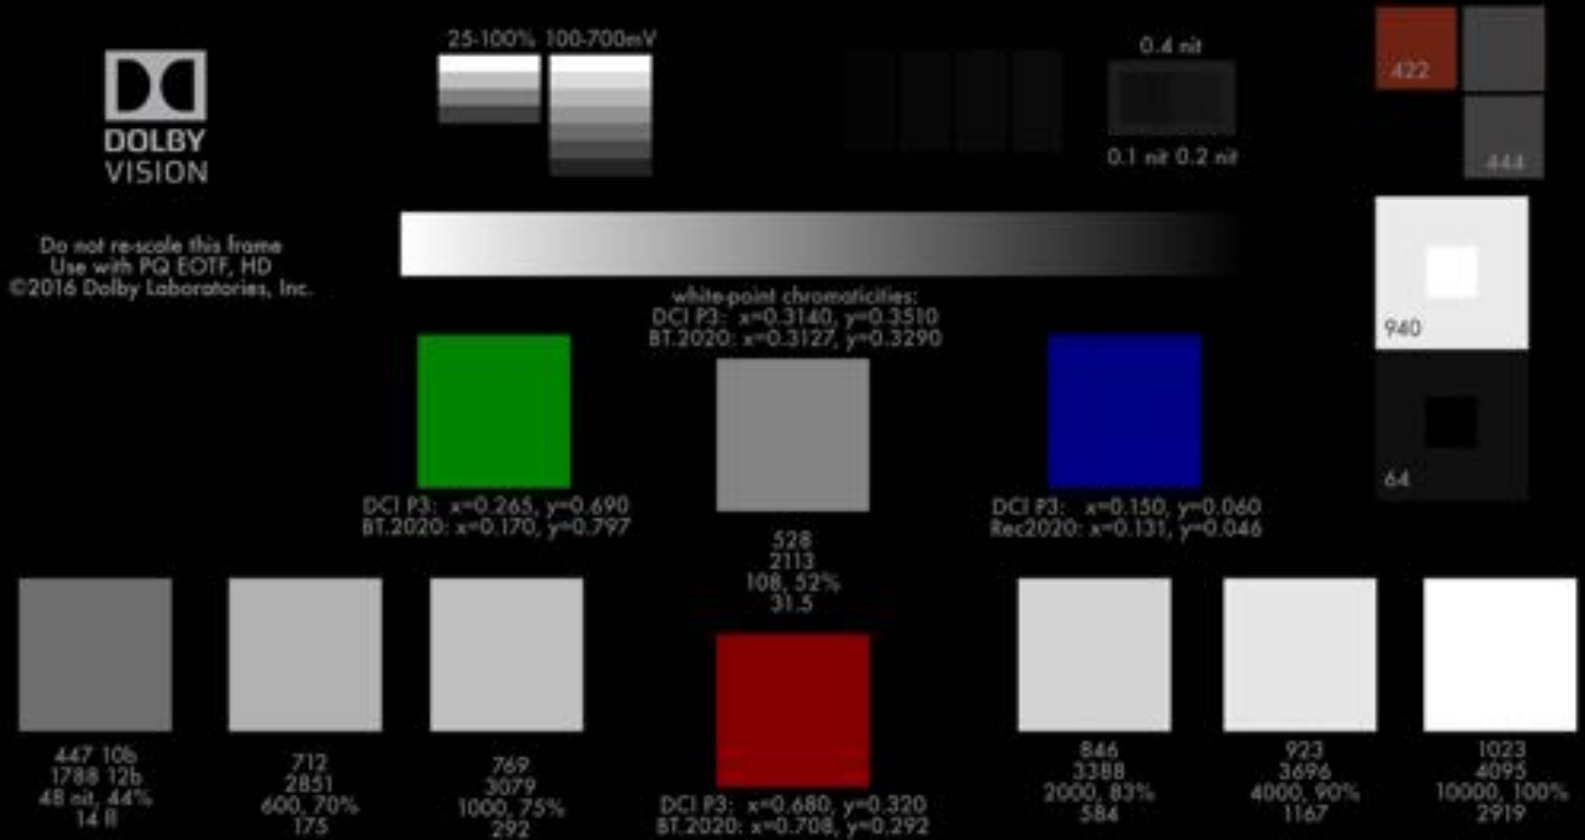 25-100% 100-700mV
DOLBY
VISION
0.4 nit
0.1 nit 0.2 nit
422
444
Do not re-scale this frame
Use with PQ EOTF, HD
©2016 Dolby Laboratories, Inc.
white-point chromaticities:
DCI P3: x=0.3140, y=0.3510
BT.2020: x=0.3127, y=0.3290
940
64
DCI P3: x=0.265, y=0.690
BT.2020: x=0.170, y=0.797
528
2113
108, 52%
31.5
DCI P3: x=0.150, y=0.060
Rec2020: x=0.131, y=0.046
447 10b
1788 12b
48 nit, 44%
14 fl
712
2851
600, 70%
175
769
3079
1000, 75%
292
DCI P3: x=0.680, y=0.320
BT.2020: x=0.708, y=0.292
846
3388
2000, 83%
584
923
3696
4000, 90%
1167
1023
4095
10000, 100%
2919